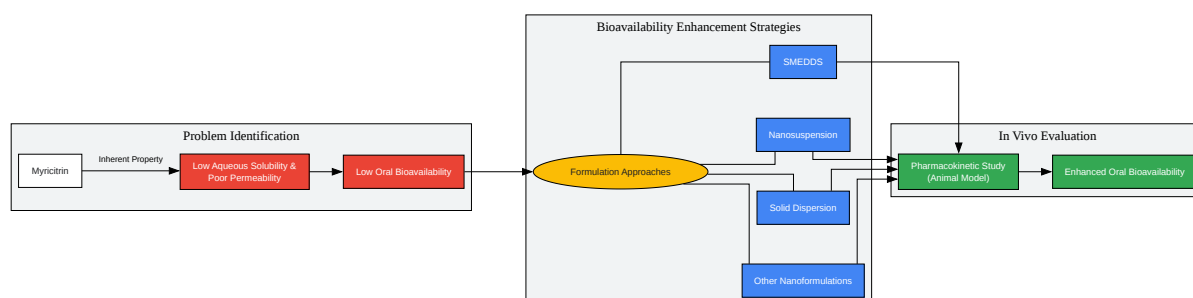 Bioavailability Enhancement Strategies
SMEDDS
Problem Identification
Nanosuspension
In Vivo Evaluation
Myricitrin
Inherent Property
Low Aqueous Solubility &
Poor Permeability
Low Oral Bioavailability
Formulation Approaches
Pharmacokinetic Study
(Animal Model)
Enhanced Oral Bioavailability
Solid Dispersion
Other Nanoformulations